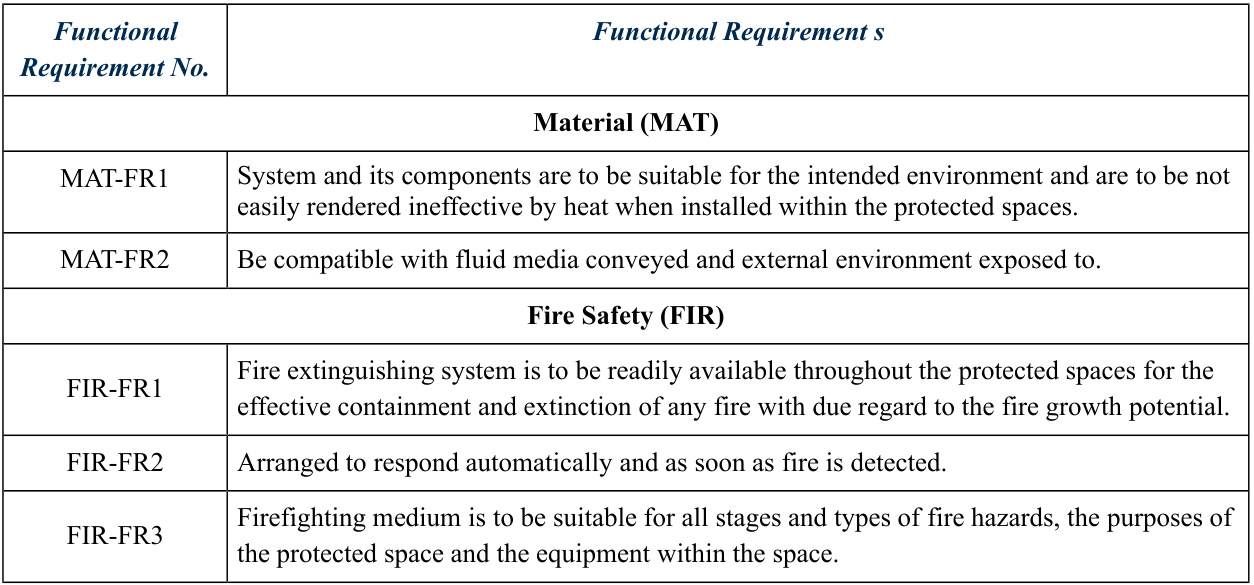 Functional
Requirement No.
Functional Requirement s
Material (MAT)
MAT-FR1
System and its components are to be suitable for the intended environment and are to be not
easily rendered ineffective by heat when installed within the protected spaces.
MAT-FR2
Be compatible with fluid media conveyed and external environment exposed to.
Fire Safety (FIR)
FIR-FR1
Fire extinguishing system is to be readily available throughout the protected spaces for the
effective containment and extinction of any fire with due regard to the fire growth potential.
FIR-FR2
Arranged to respond automatically and as soon as fire is detected.
FIR-FR3
Firefighting medium is to be suitable for all stages and types of fire hazards, the purposes of
the protected space and the equipment within the space.